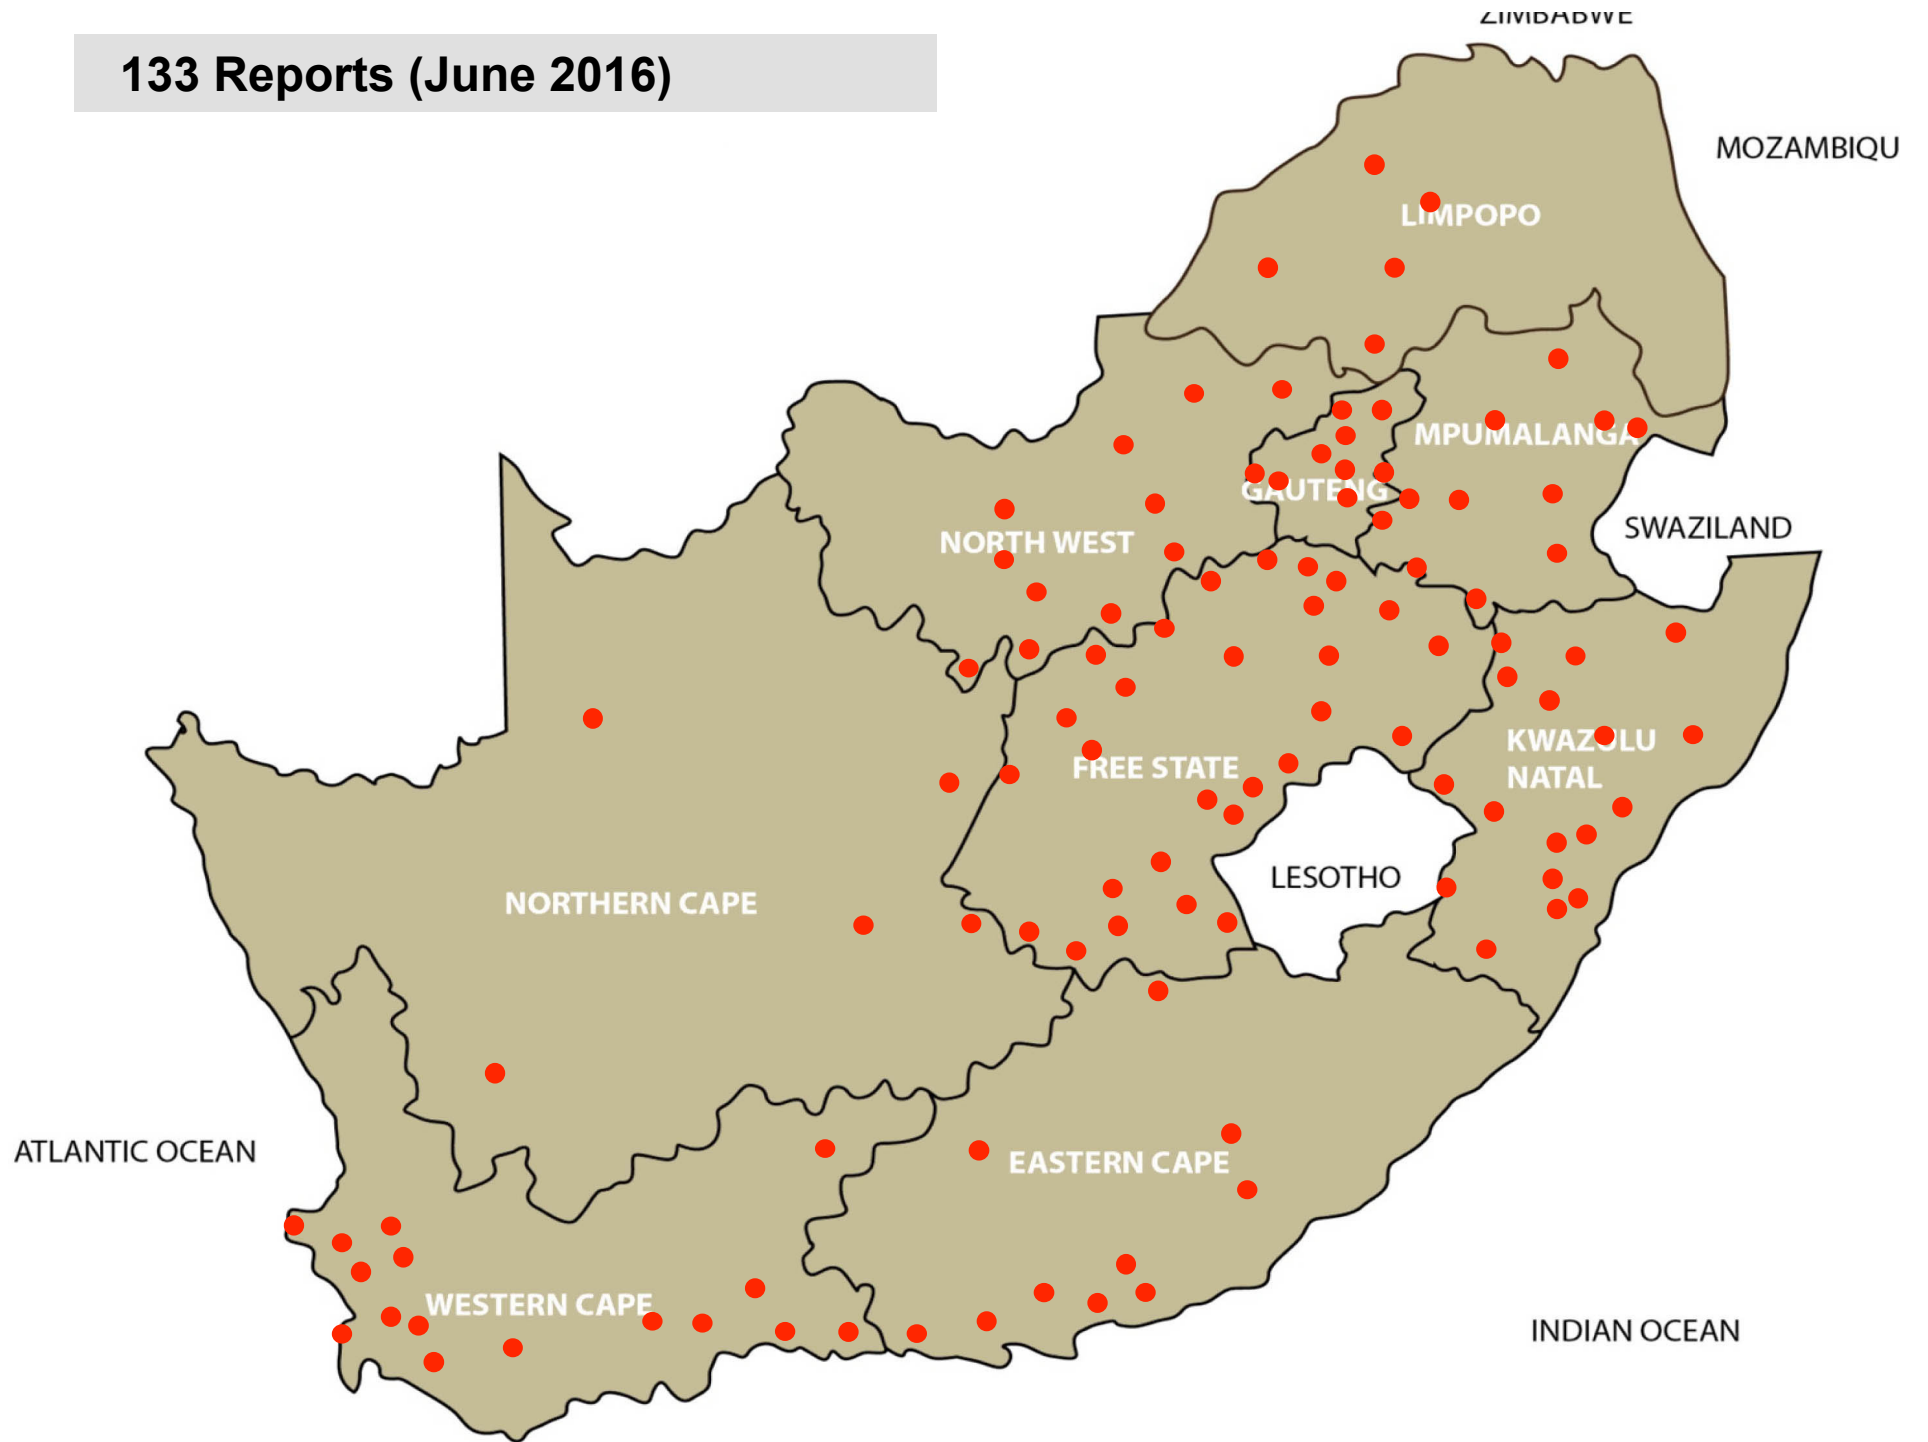 ZIMBABWE
133 Reports (June 2016)
MOZAMBIQU
LIMPOPO
MPUMALANGA
GAUTENG
SWAZILAND
NORTH WEST
KWAZULU
NATAL
FREE STATE
LESOTHO
NORTHERN CAPE
ATLANTIC OCEAN
EASTERN CAPE
WESTERN CAPE
INDIAN OCEAN